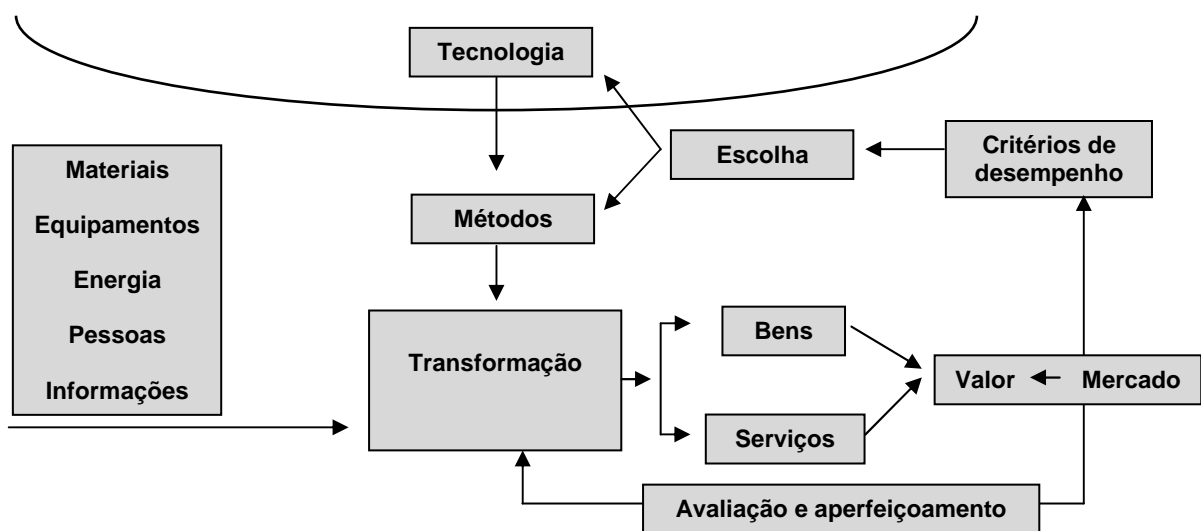 Tecnologia
Escolha
Critérios de
desempenho
Materiais
Equipamentos
Energia
Pessoas
Informações
Métodos
Transformação
Bens
Serviços
Valor
Mercado
Avaliação e aperfeiçoamento